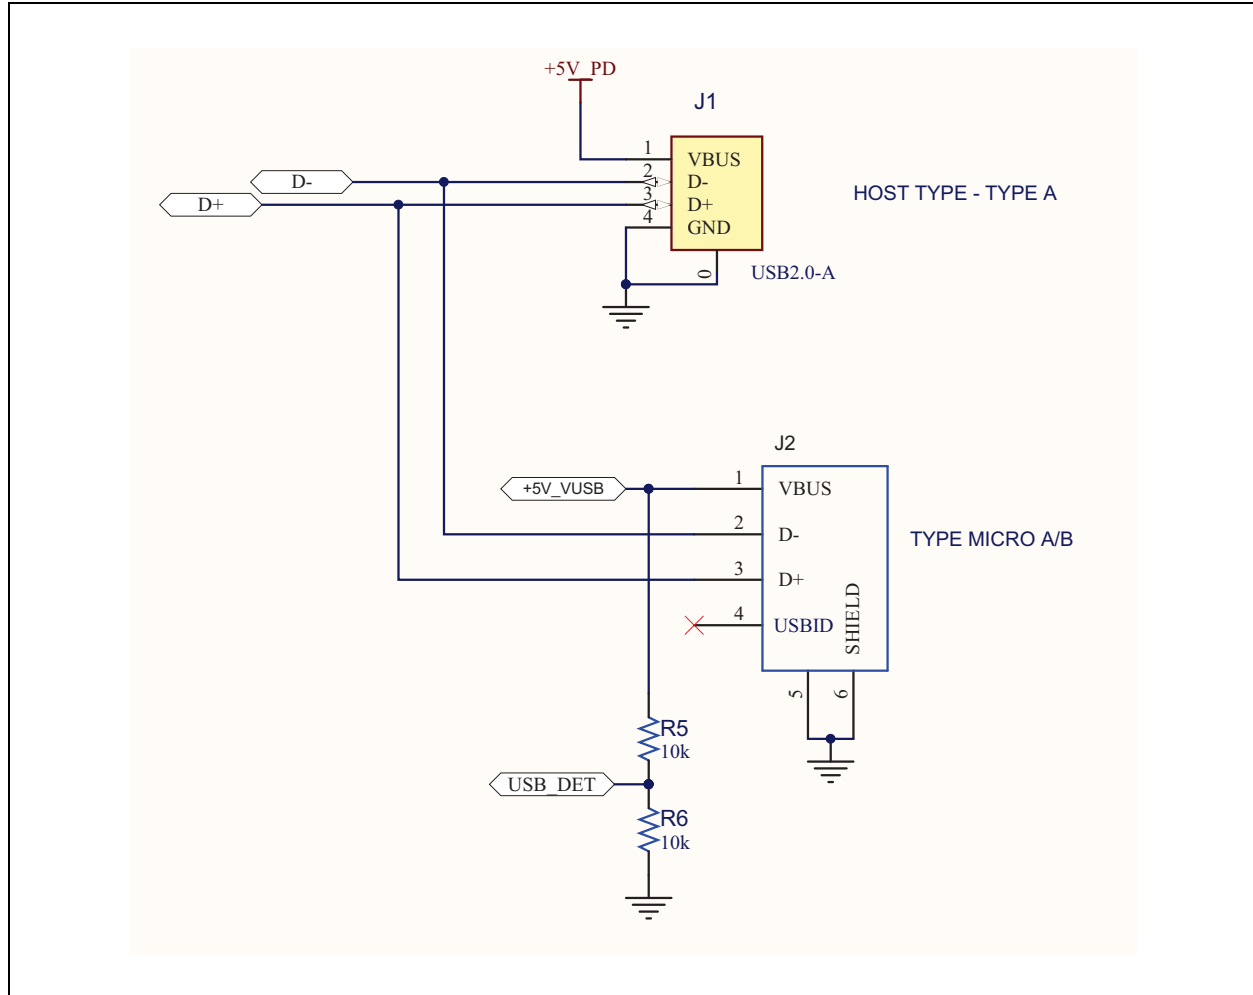 +5V_PD
J1
1
VBUS
D-
2
D-
HOST TYPE - TYPE A
D+
3
D+
4
GND
0
USB2.0-A
J2
+5V_VUSB
1
VBUS
2
D-
TYPE MICRO A/B
3
D+
4
USBID
SHIELD
5
6
R5
10k
USB_DET
R6
10k